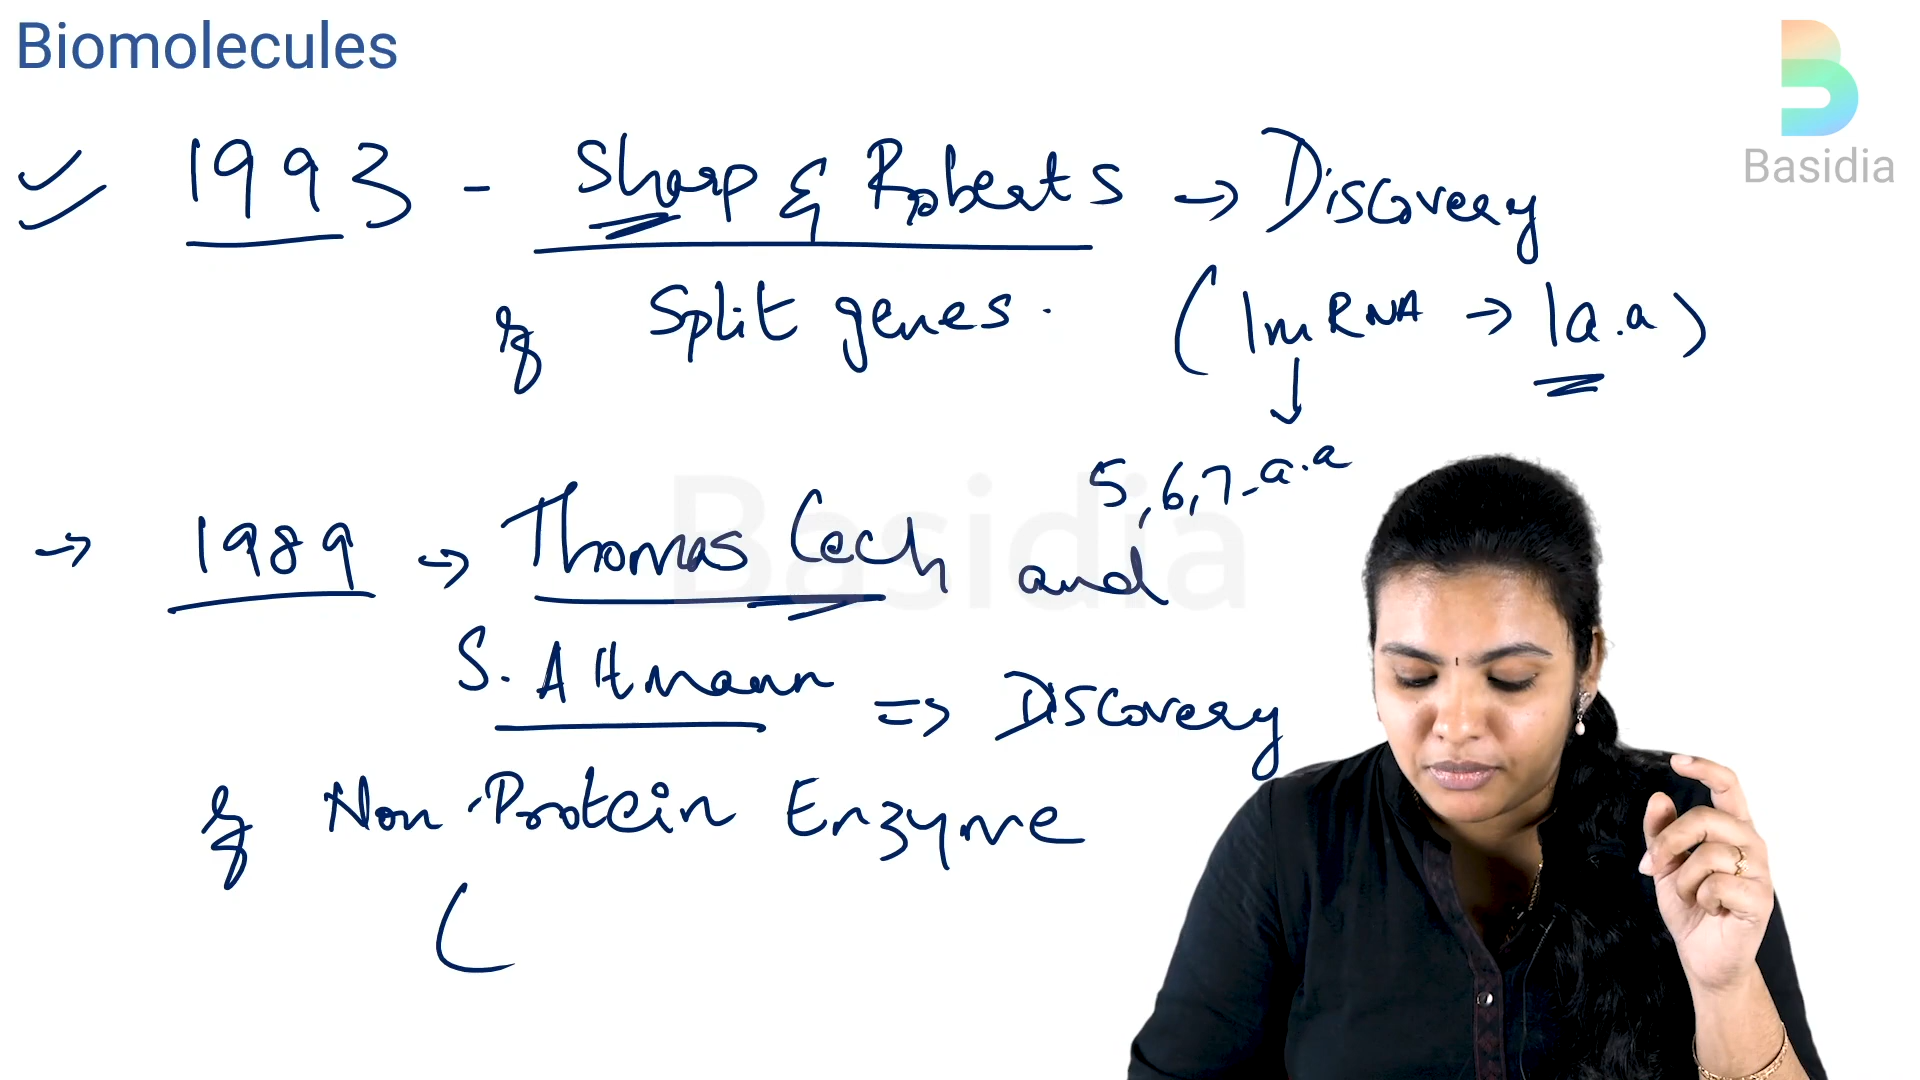 Biomolecules
Basidia
1993 - Sharp & Roberts → Discovery
of Split genes. (1mRNA → 1a.a)
↓
5,6,7-a.a
→ 1989 → Thomas Cech and
S. Altmann => Discovery
of Non-Protein Enzyme
(
Basidia